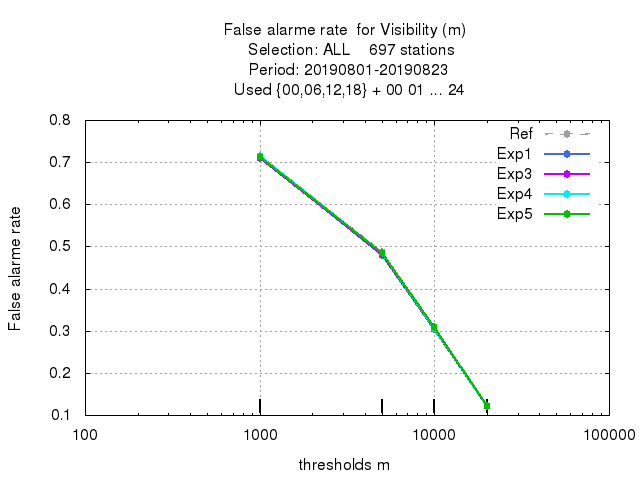 False alarme rate  for Visibility (m)
Selection: ALL    697 stations
Period: 20190801-20190823
Used {00,06,12,18} + 00 01 ... 24
0.8
0.7
0.6
0.5
0.4
0.3
0.2
0.1
False alarme rate
Ref
Exp1
Exp3
Exp4
Exp5
100
1000
10000
100000
thresholds m